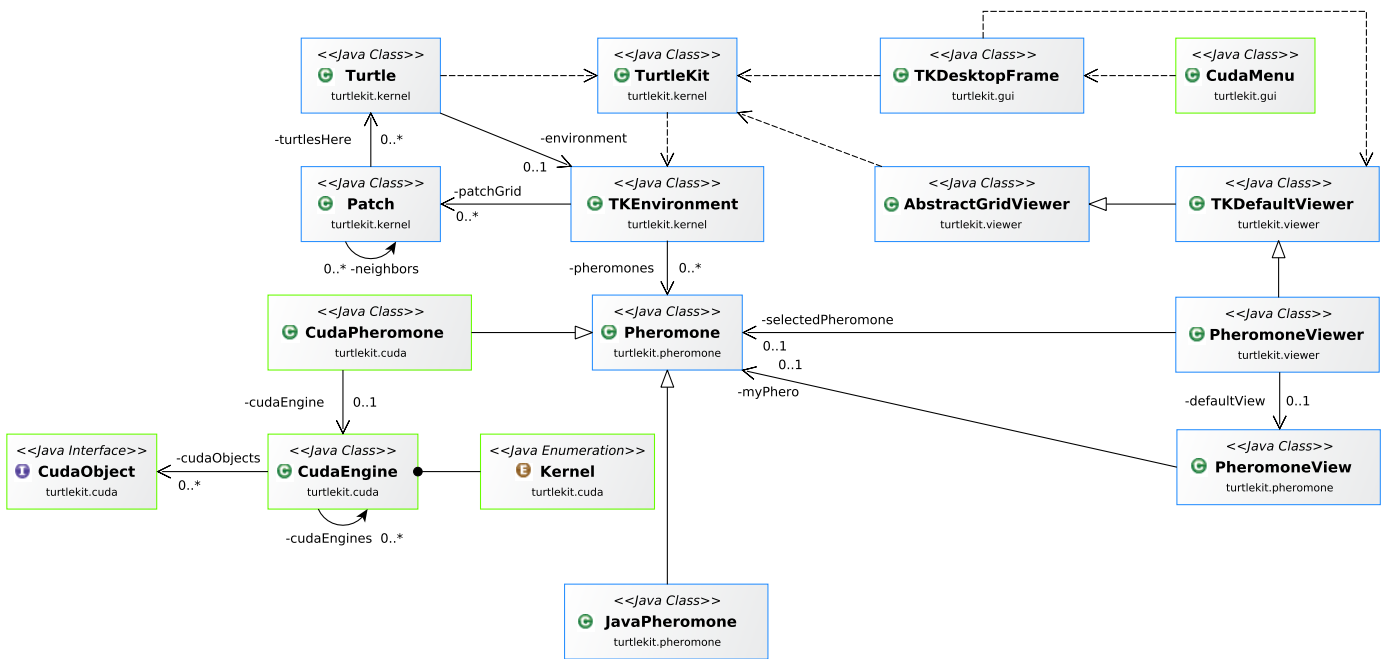 <<Java Class>>
Turtle
turtlekit.kernel
<<Java Class>>
TurtleKit
turtlekit.kernel
<<Java Class>>
TKDesktopFrame
turtlekit.gui
<<Java Class>>
CudaMenu
turtlekit.gui
-turtlesHere
0..*
-environment
0..1
<<Java Class>>
Patch
turtlekit.kernel
-patchGrid
0..*
<<Java Class>>
TKEnvironment
turtlekit.kernel
<<Java Class>>
AbstractGridViewer
turtlekit.viewer
<<Java Class>>
TKDefaultViewer
turtlekit.viewer
0..* -neighbors
-pheromones
0..*
<<Java Class>>
CudaPheromone
turtlekit.cuda
<<Java Class>>
Pheromone
turtlekit.pheromone
-selectedPheromone
0..1
<<Java Class>>
PheromoneViewer
turtlekit.viewer
0..1
-myPhero
-cudaEngine
0..1
-defaultView
0..1
<<Java Interface>>
CudaObject
turtlekit.cuda
-cudaObjects
0..*
<<Java Class>>
CudaEngine
turtlekit.cuda
<<Java Enumeration>>
Kernel
turtlekit.cuda
<<Java Class>>
PheromoneView
turtlekit.pheromone
-cudaEngines 0..*
<<Java Class>>
JavaPheromone
turtlekit.pheromone